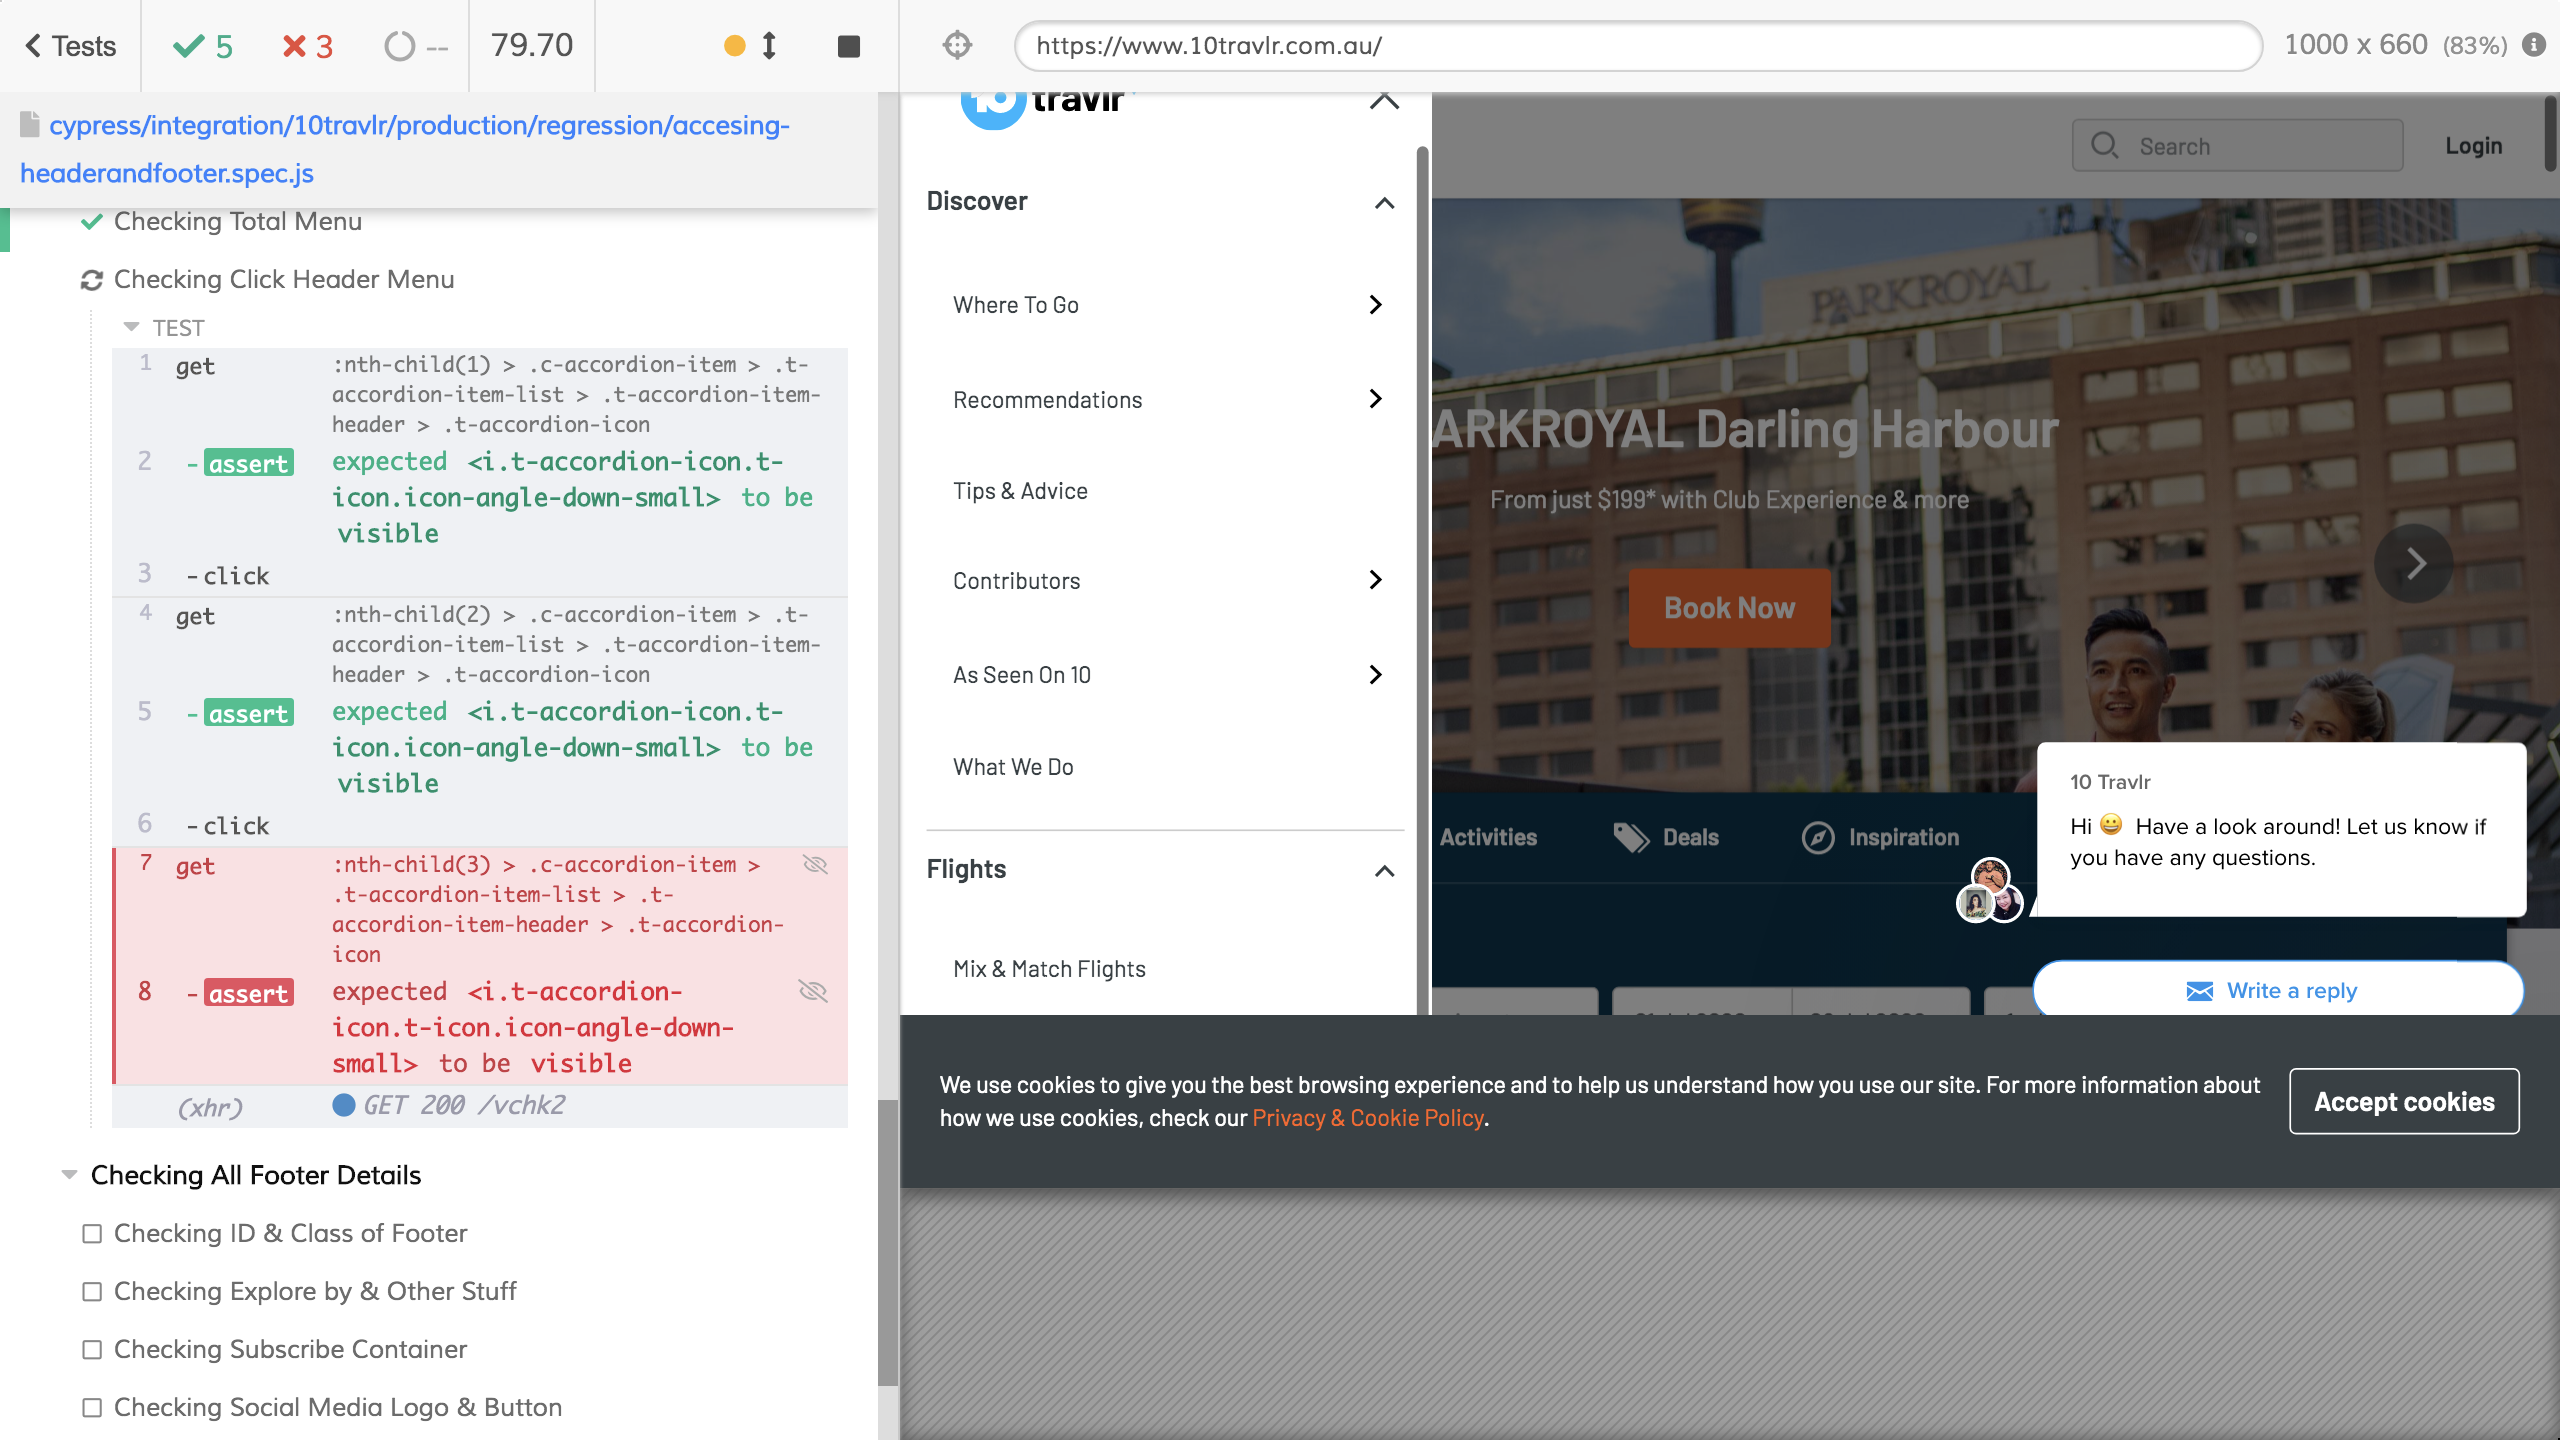 Tests
5
3
--
79.70
https://www.10travlr.com.au/
1000 x 660 (83%)
cypress/integration/10travlr/production/regression/accesing-
headerandfooter.spec.js
Checking Total Menu
Checking Click Header Menu
TEST
1 get :nth-child(1) > .c-accordion-item > .t-
accordion-item-list > .t-accordion-item-
header > .t-accordion-icon
2 -assert expected <i.t-accordion-icon.t-
icon.icon-angle-down-small> to be
visible
3 -click
4 get :nth-child(2) > .c-accordion-item > .t-
accordion-item-list > .t-accordion-item-
header > .t-accordion-icon
5 -assert expected <i.t-accordion-icon.t-
icon.icon-angle-down-small> to be
visible
6 -click
7 get :nth-child(3) > .c-accordion-item >
.t-accordion-item-list > .t-
accordion-item-header > .t-accordion-
icon
8 -assert expected <i.t-accordion-
icon.t-icon.icon-angle-down-
small> to be visible
(xhr) GET 200 /vchk2
Checking All Footer Details
Checking ID & Class of Footer
Checking Explore by & Other Stuff
Checking Subscribe Container
Checking Social Media Logo & Button
10 travlr
Discover
Where To Go
Recommendations
Tips & Advice
Contributors
As Seen On 10
What We Do
Flights
Mix & Match Flights
Search
Login
PARKROYAL
ARKROYAL Darling Harbour
From just $199* with Club Experience & more
Book Now
Activities
Deals
Inspiration
10 Travlr
Hi 😀 Have a look around! Let us know if
you have any questions.
Write a reply
We use cookies to give you the best browsing experience and to help us understand how you use our site. For more information about
how we use cookies, check our Privacy & Cookie Policy.
Accept cookies